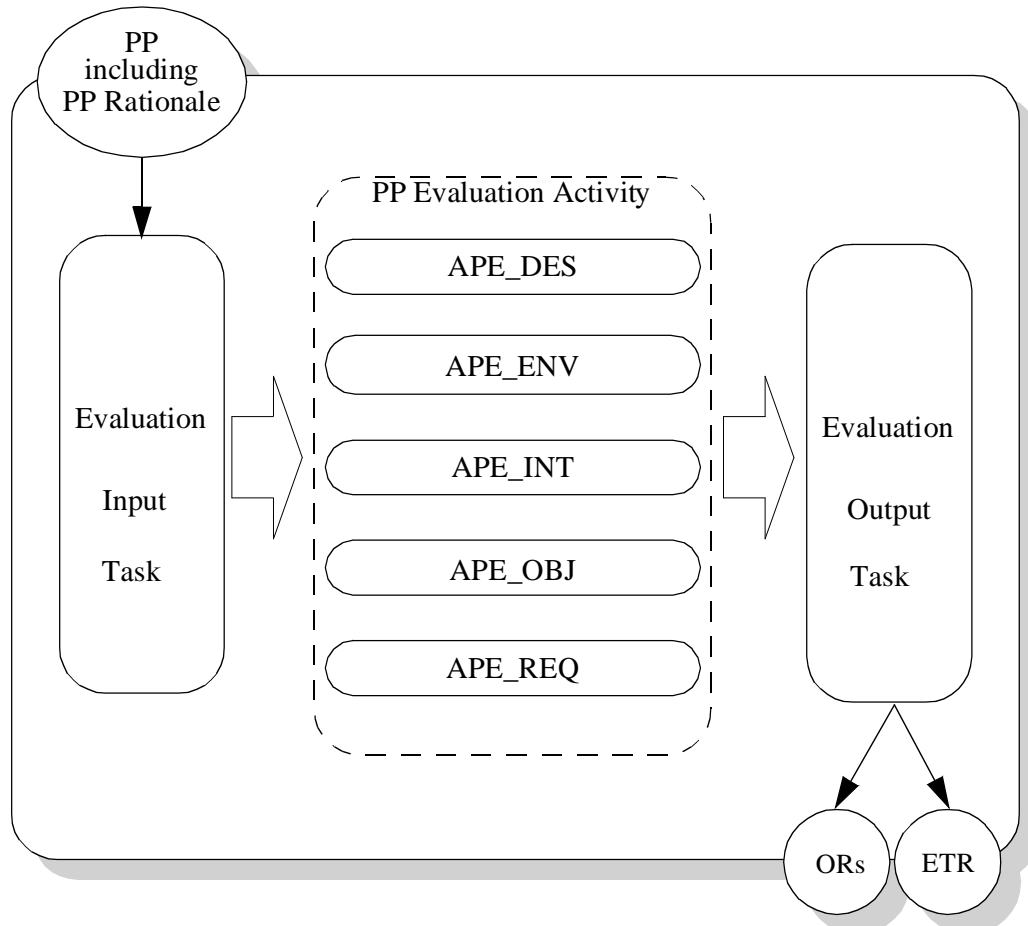 PP
including
PP Rationale
PP Evaluation Activity
APE_DES
APE_ENV
APE_INT
APE_OBJ
APE_REQ
Evaluation
Input
Task
Evaluation
Output
Task
ORs
ETR